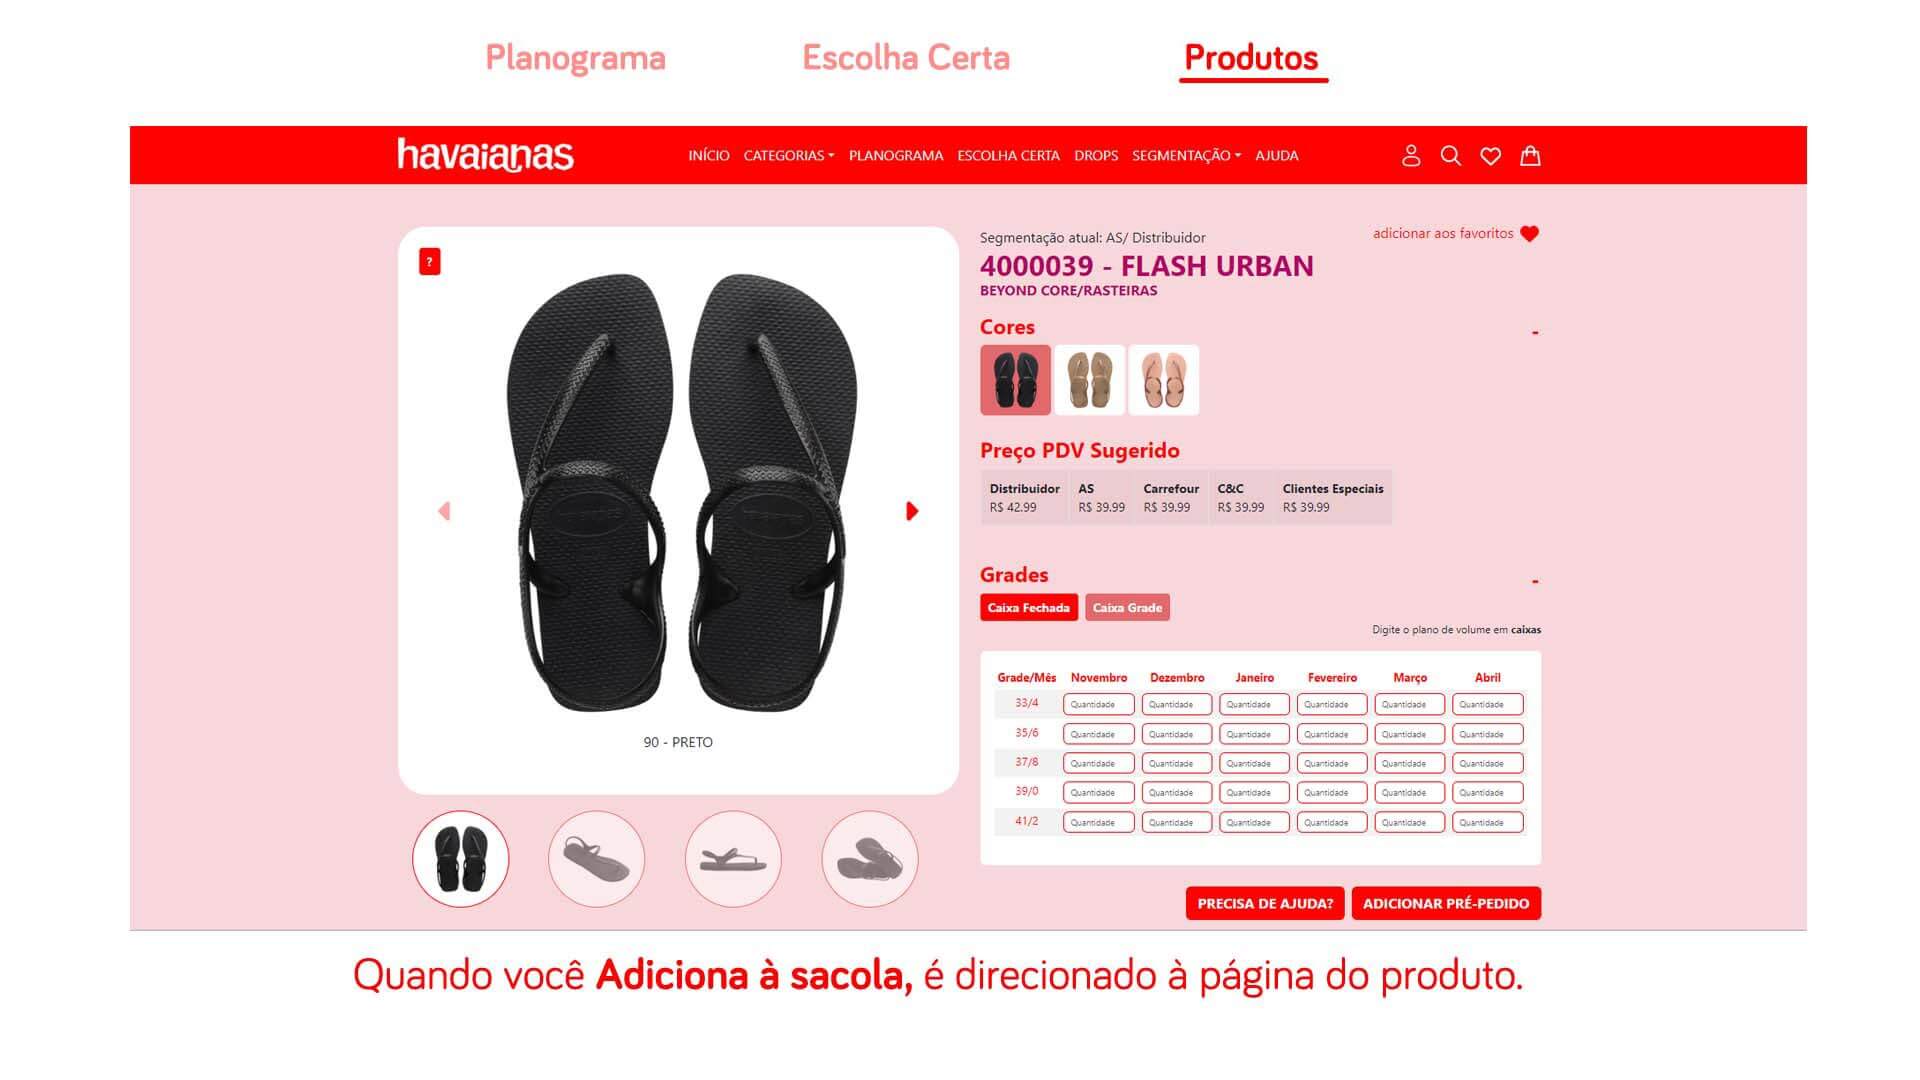 Planograma Escolha Certa Produtos
havaianas INÍCIO CATEGORIAS PLANOGRAMA ESCOLHA CERTA DROPS SEGMENTAÇÃO AJUDA
?
90 - PRETO
Segmentação atual: AS/ Distribuidor
adicionar aos favoritos
4000039 - FLASH URBAN
BEYOND CORE/RASTEIRAS
Cores -
Preço PDV Sugerido
Distribuidor AS Carrefour C&C Clientes Especiais
R$ 42.99 R$ 39.99 R$ 39.99 R$ 39.99 R$ 39.99
Grades -
Caixa Fechada Caixa Grade
Digite o plano de volume em caixas
Grade/Mês Novembro Dezembro Janeiro Fevereiro Março Abril
33/4 Quantidade Quantidade Quantidade Quantidade Quantidade Quantidade
35/6 Quantidade Quantidade Quantidade Quantidade Quantidade Quantidade
37/8 Quantidade Quantidade Quantidade Quantidade Quantidade Quantidade
39/0 Quantidade Quantidade Quantidade Quantidade Quantidade Quantidade
41/2 Quantidade Quantidade Quantidade Quantidade Quantidade Quantidade
PRECISA DE AJUDA? ADICIONAR PRÉ-PEDIDO
Quando você Adiciona à sacola, é direcionado à página do produto.